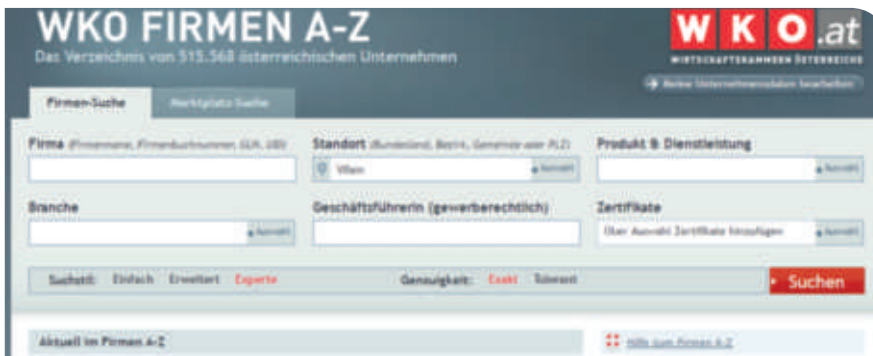 WKO FIRMEN A-Z
Das Verzeichnis von 515.568 österreichischen Unternehmen
WKO.at
WIRTSCHAFTSKAMMERN ÖSTERREICHS
Meine Unternehmensdaten bearbeiten
Firmen-Suche Marktplatz-Suche
Firma (Firmenname, Firmenbuchnummer, GLN, UID) Standort (Bundesland, Bezirk, Gemeinde oder PLZ) Produkt & Dienstleistung
Wien Auswahl Auswahl
Branche GeschäftsführerIn (gewerberechtlich) Zertifikate
Auswahl Über Auswahl Zertifikate hinzufügen Auswahl
Suchstil: Einfach Erweitert Experte Genauigkeit: Exakt Tolerant Suchen
Aktuell im Firmen A-Z Hilfe zum Firmen A-Z